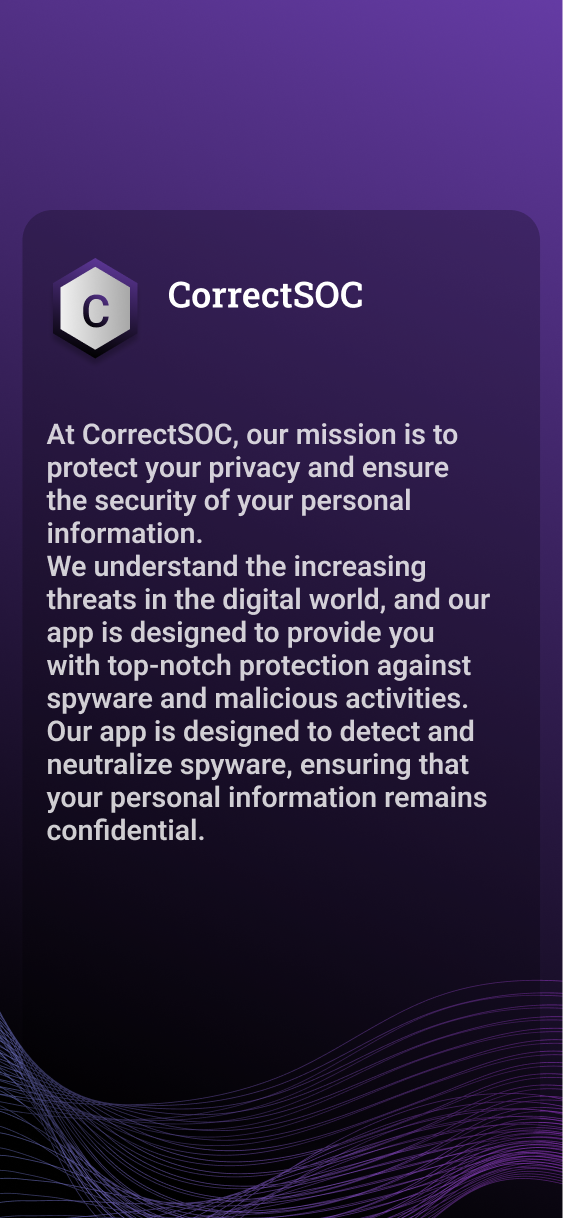 C
CorrectSOC
At CorrectSOC, our mission is to
protect your privacy and ensure
the security of your personal
information.
We understand the increasing
threats in the digital world, and our
app is designed to provide you
with top-notch protection against
spyware and malicious activities.
Our app is designed to detect and
neutralize spyware, ensuring that
your personal information remains
confidential.